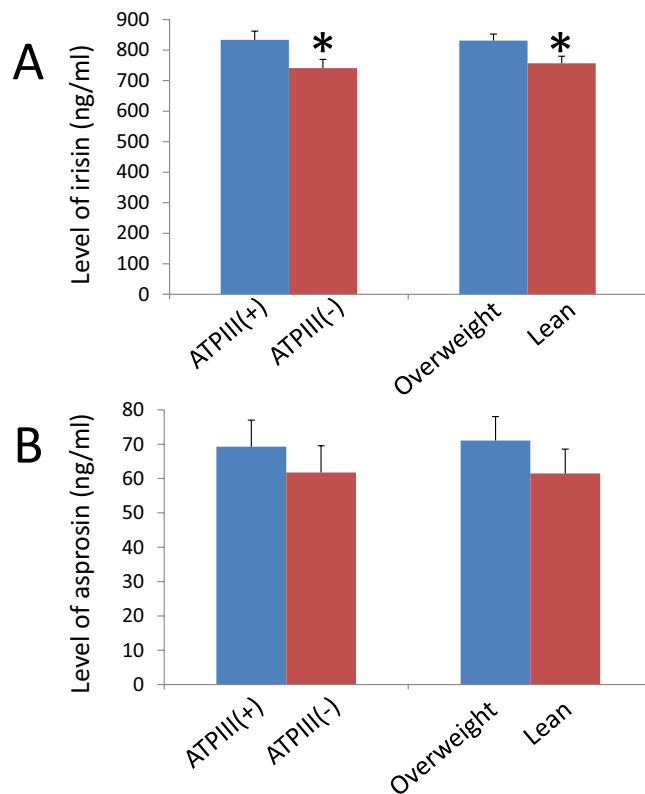 A
Level of irisin (ng/ml)
900
800
700
600
500
400
300
200
100
0
*
*
ATPIII(+)
ATPIII(-)
Overweight
Lean
B
Level of asprosin (ng/ml)
80
70
60
50
40
30
20
10
0
ATPIII(+)
ATPIII(-)
Overweight
Lean